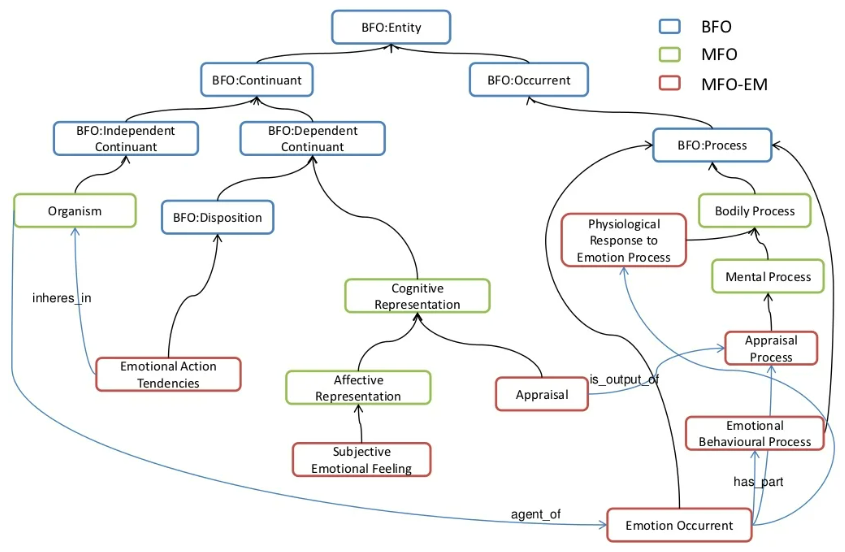 BFO:Entity
BFO
MFO
MFO-EM
BFO:Continuant
BFO:Occurrent
BFO:Independent
Continuant
BFO:Dependent
Continuant
BFO:Process
Organism
BFO:Disposition
Physiological
Response to
Emotion Process
Bodily Process
Mental Process
inheres_in
Cognitive
Representation
Appraisal
Process
Emotional Action
Tendencies
Affective
Representation
Appraisal
is_output_of
Emotional
Behavioural Process
Subjective
Emotional Feeling
has_part
agent_of
Emotion Occurrent